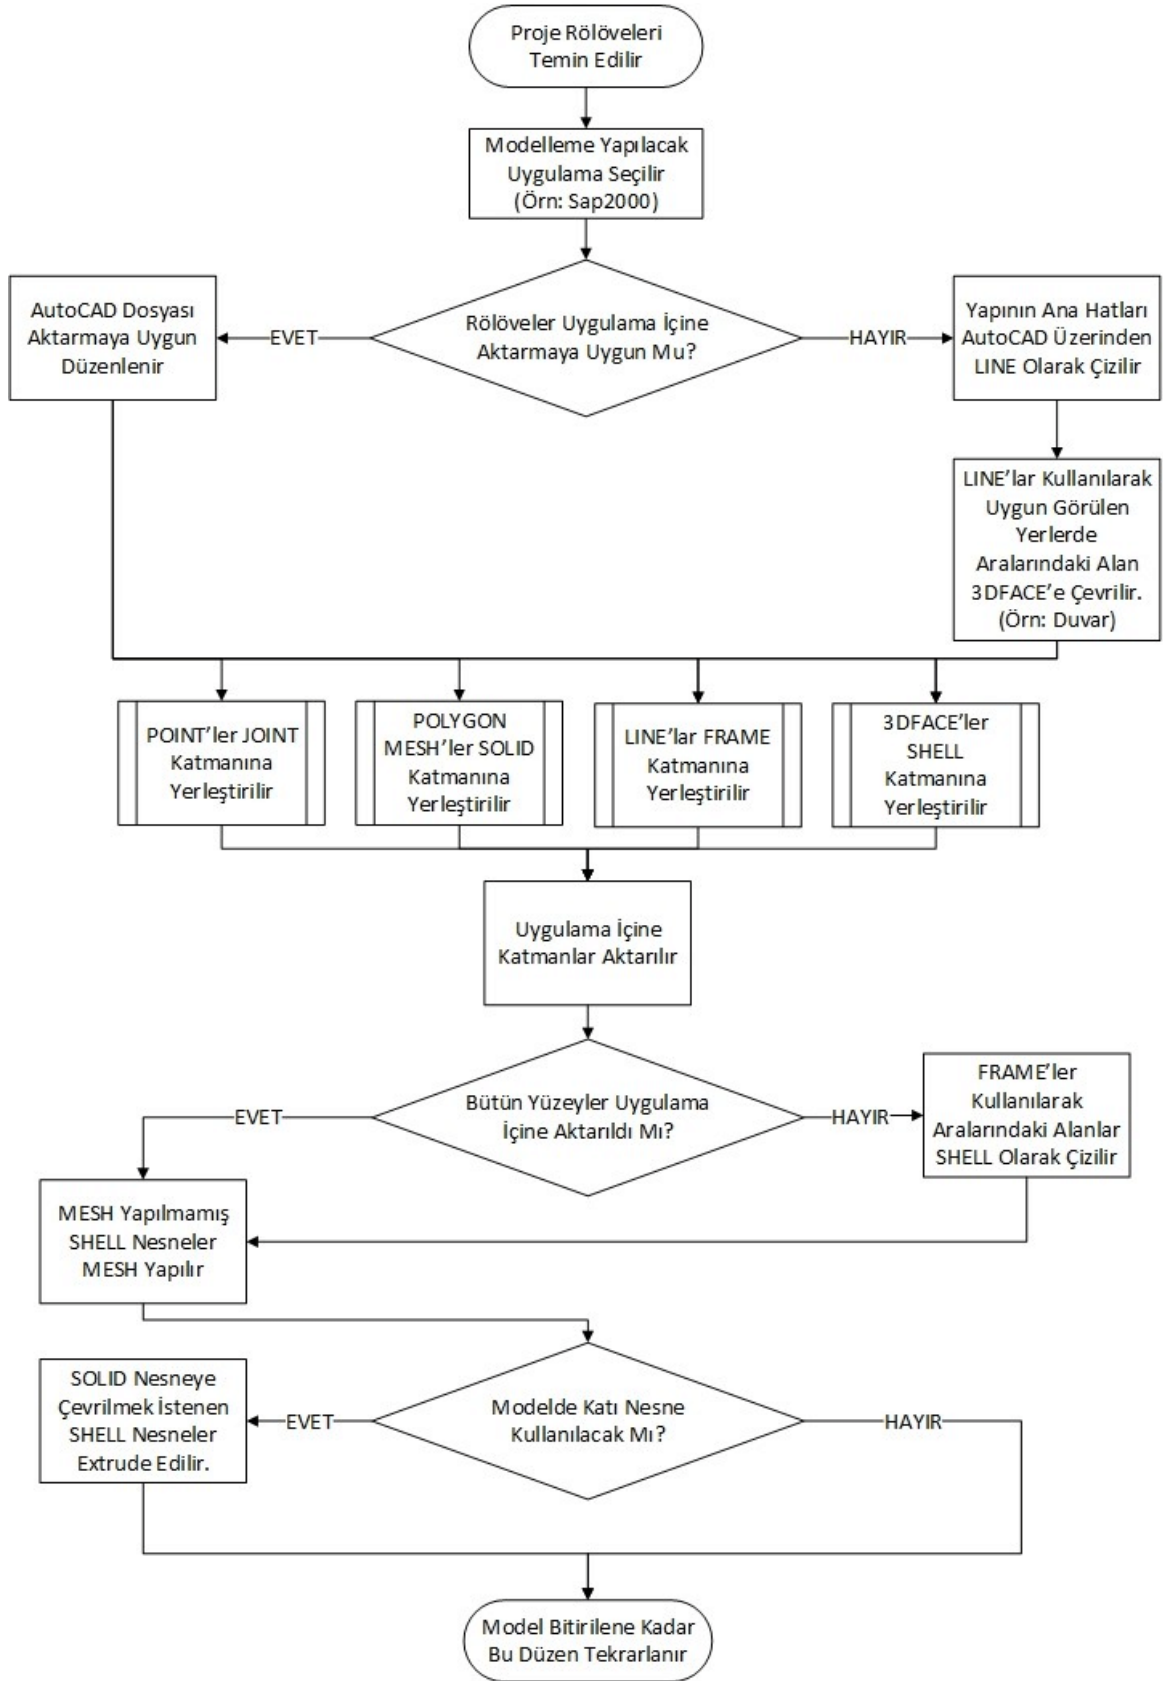 Proje Rölöveleri
Temin Edilir
Modelleme Yapılacak
Uygulama Seçilir
(Örn: Sap2000)
AutoCAD Dosyası
Aktarmaya Uygun
Düzenlenir
EVET
Rölöveler Uygulama İçine
Aktarmaya Uygun Mu?
HAYIR
Yapının Ana Hatları
AutoCAD Üzerinden
LINE Olarak Çizilir
LINE’lar Kullanılarak
Uygun Görülen
Yerlerde
Aralarındaki Alan
3DFACE’e Çevrilir.
(Örn: Duvar)
POINT’ler JOINT
Katmanına
Yerleştirilir
POLYGON
MESH’ler SOLID
Katmanına
Yerleştirilir
LINE’lar FRAME
Katmanına
Yerleştirilir
3DFACE’ler
SHELL
Katmanına
Yerleştirilir
Uygulama İçine
Katmanlar Aktarılır
EVET
Bütün Yüzeyler Uygulama
İçine Aktarıldı Mı?
HAYIR
FRAME’ler
Kullanılarak
Aralarındaki Alanlar
SHELL Olarak Çizilir
MESH Yapılmamış
SHELL Nesneler
MESH Yapılır
SOLID Nesneye
Çevrilmek İstenen
SHELL Nesneler
Extrude Edilir.
EVET
Modelde Katı Nesne
Kullanılacak Mı?
HAYIR
Model Bitirilene Kadar
Bu Düzen Tekrarlanır